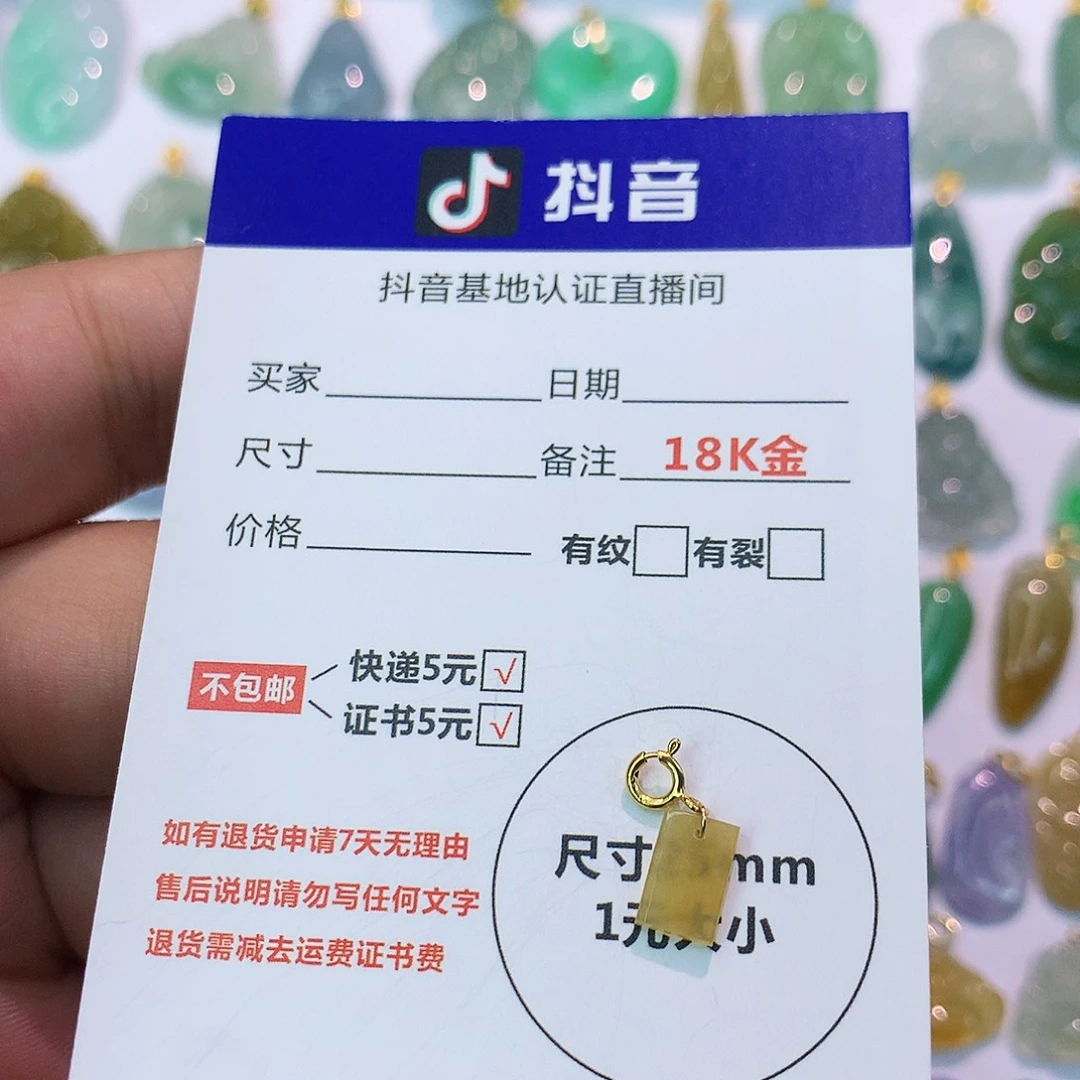 抖音
抖音基地认证直播间
买家 日期
尺寸 备注 18K金
价格 有纹 有裂
不包邮
快递5元 √
证书5元 √
如有退货申请7天无理由
售后说明请勿写任何文字
退货需减去运费证书费
尺寸 mm
1元大小